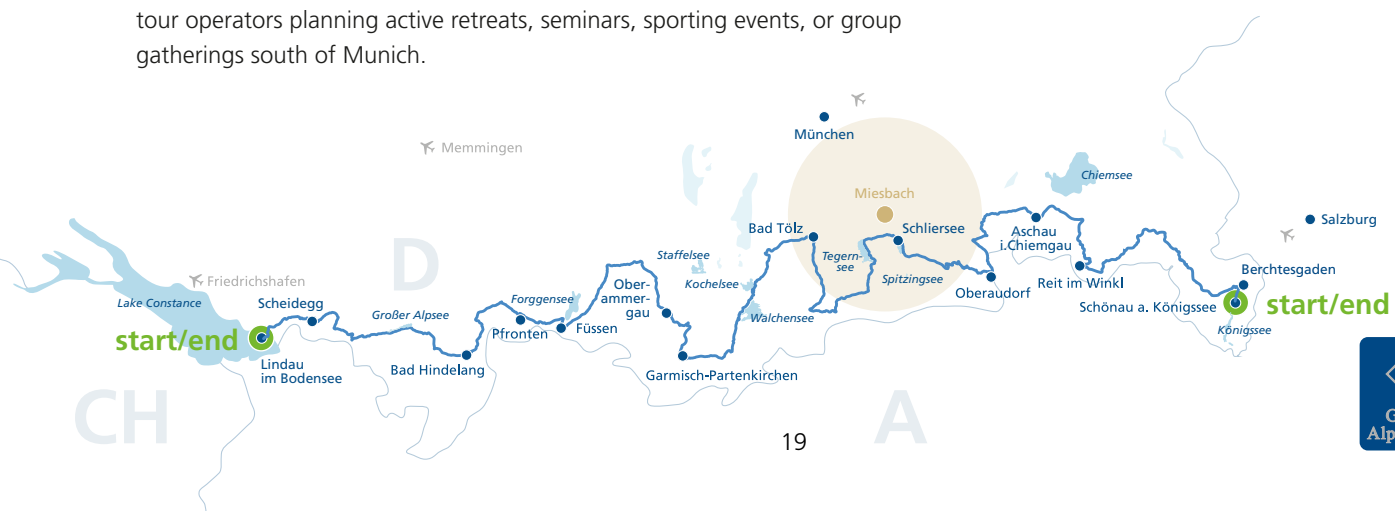 tour operators planning active retreats, seminars, sporting events, or group
gatherings south of Munich.
München
Memmingen
Miesbach
Chiemsee
Salzburg
Bad Tölz
Schliersee
Aschau
i.Chiemgau
D
Staffelsee
Tegern-
see
Berchtesgaden
Friedrichshafen
Kochelsee
Spitzingsee
Oberaudorf
Reit im Winkl
Lake Constance
Scheidegg
Forggensee
Ober-
ammer-
gau
Walchensee
Schönau a. Königssee
start/end
Großer Alpsee
Pfronten
Füssen
Königssee
start/end
Lindau
im Bodensee
Bad Hindelang
Garmisch-Partenkirchen
CH
A
19
G
Alp